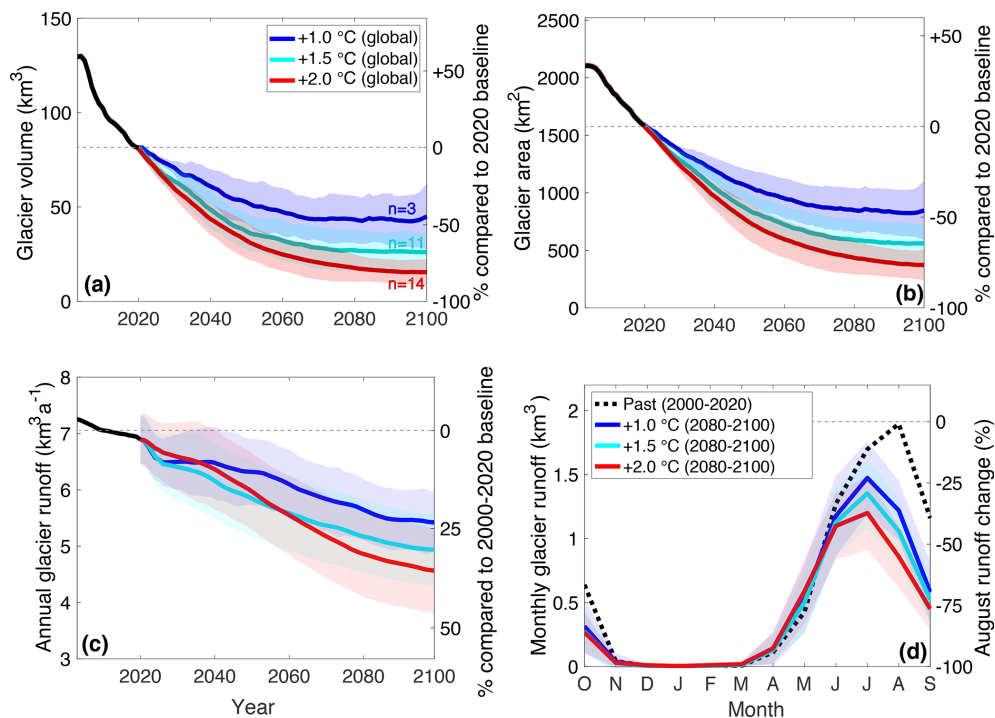 150
100
50
0
Glacier volume (km³)
+1.0 °C (global)
+1.5 °C (global)
+2.0 °C (global)
n=3
n=11
n=14
(a)
+50
0
-50
-100
% compared to 2020 baseline
2020 2040 2060 2080 2100
2500
2000
1500
1000
500
0
Glacier area (km²)
(b)
+50
0
-50
-100
% compared to 2020 baseline
2020 2040 2060 2080 2100
8
7
6
5
4
3
Annual glacier runoff (km³ a⁻¹)
(c)
0
25
50
% compared to 2000-2020 baseline
2020 2040 2060 2080 2100
Year
2
1.5
1
0.5
0
Monthly glacier runoff (km³)
Past (2000-2020)
+1.0 °C (2080-2100)
+1.5 °C (2080-2100)
+2.0 °C (2080-2100)
(d)
0
-25
-50
-75
-100
August runoff change (%)
O N D J F M A M J J A S
Month